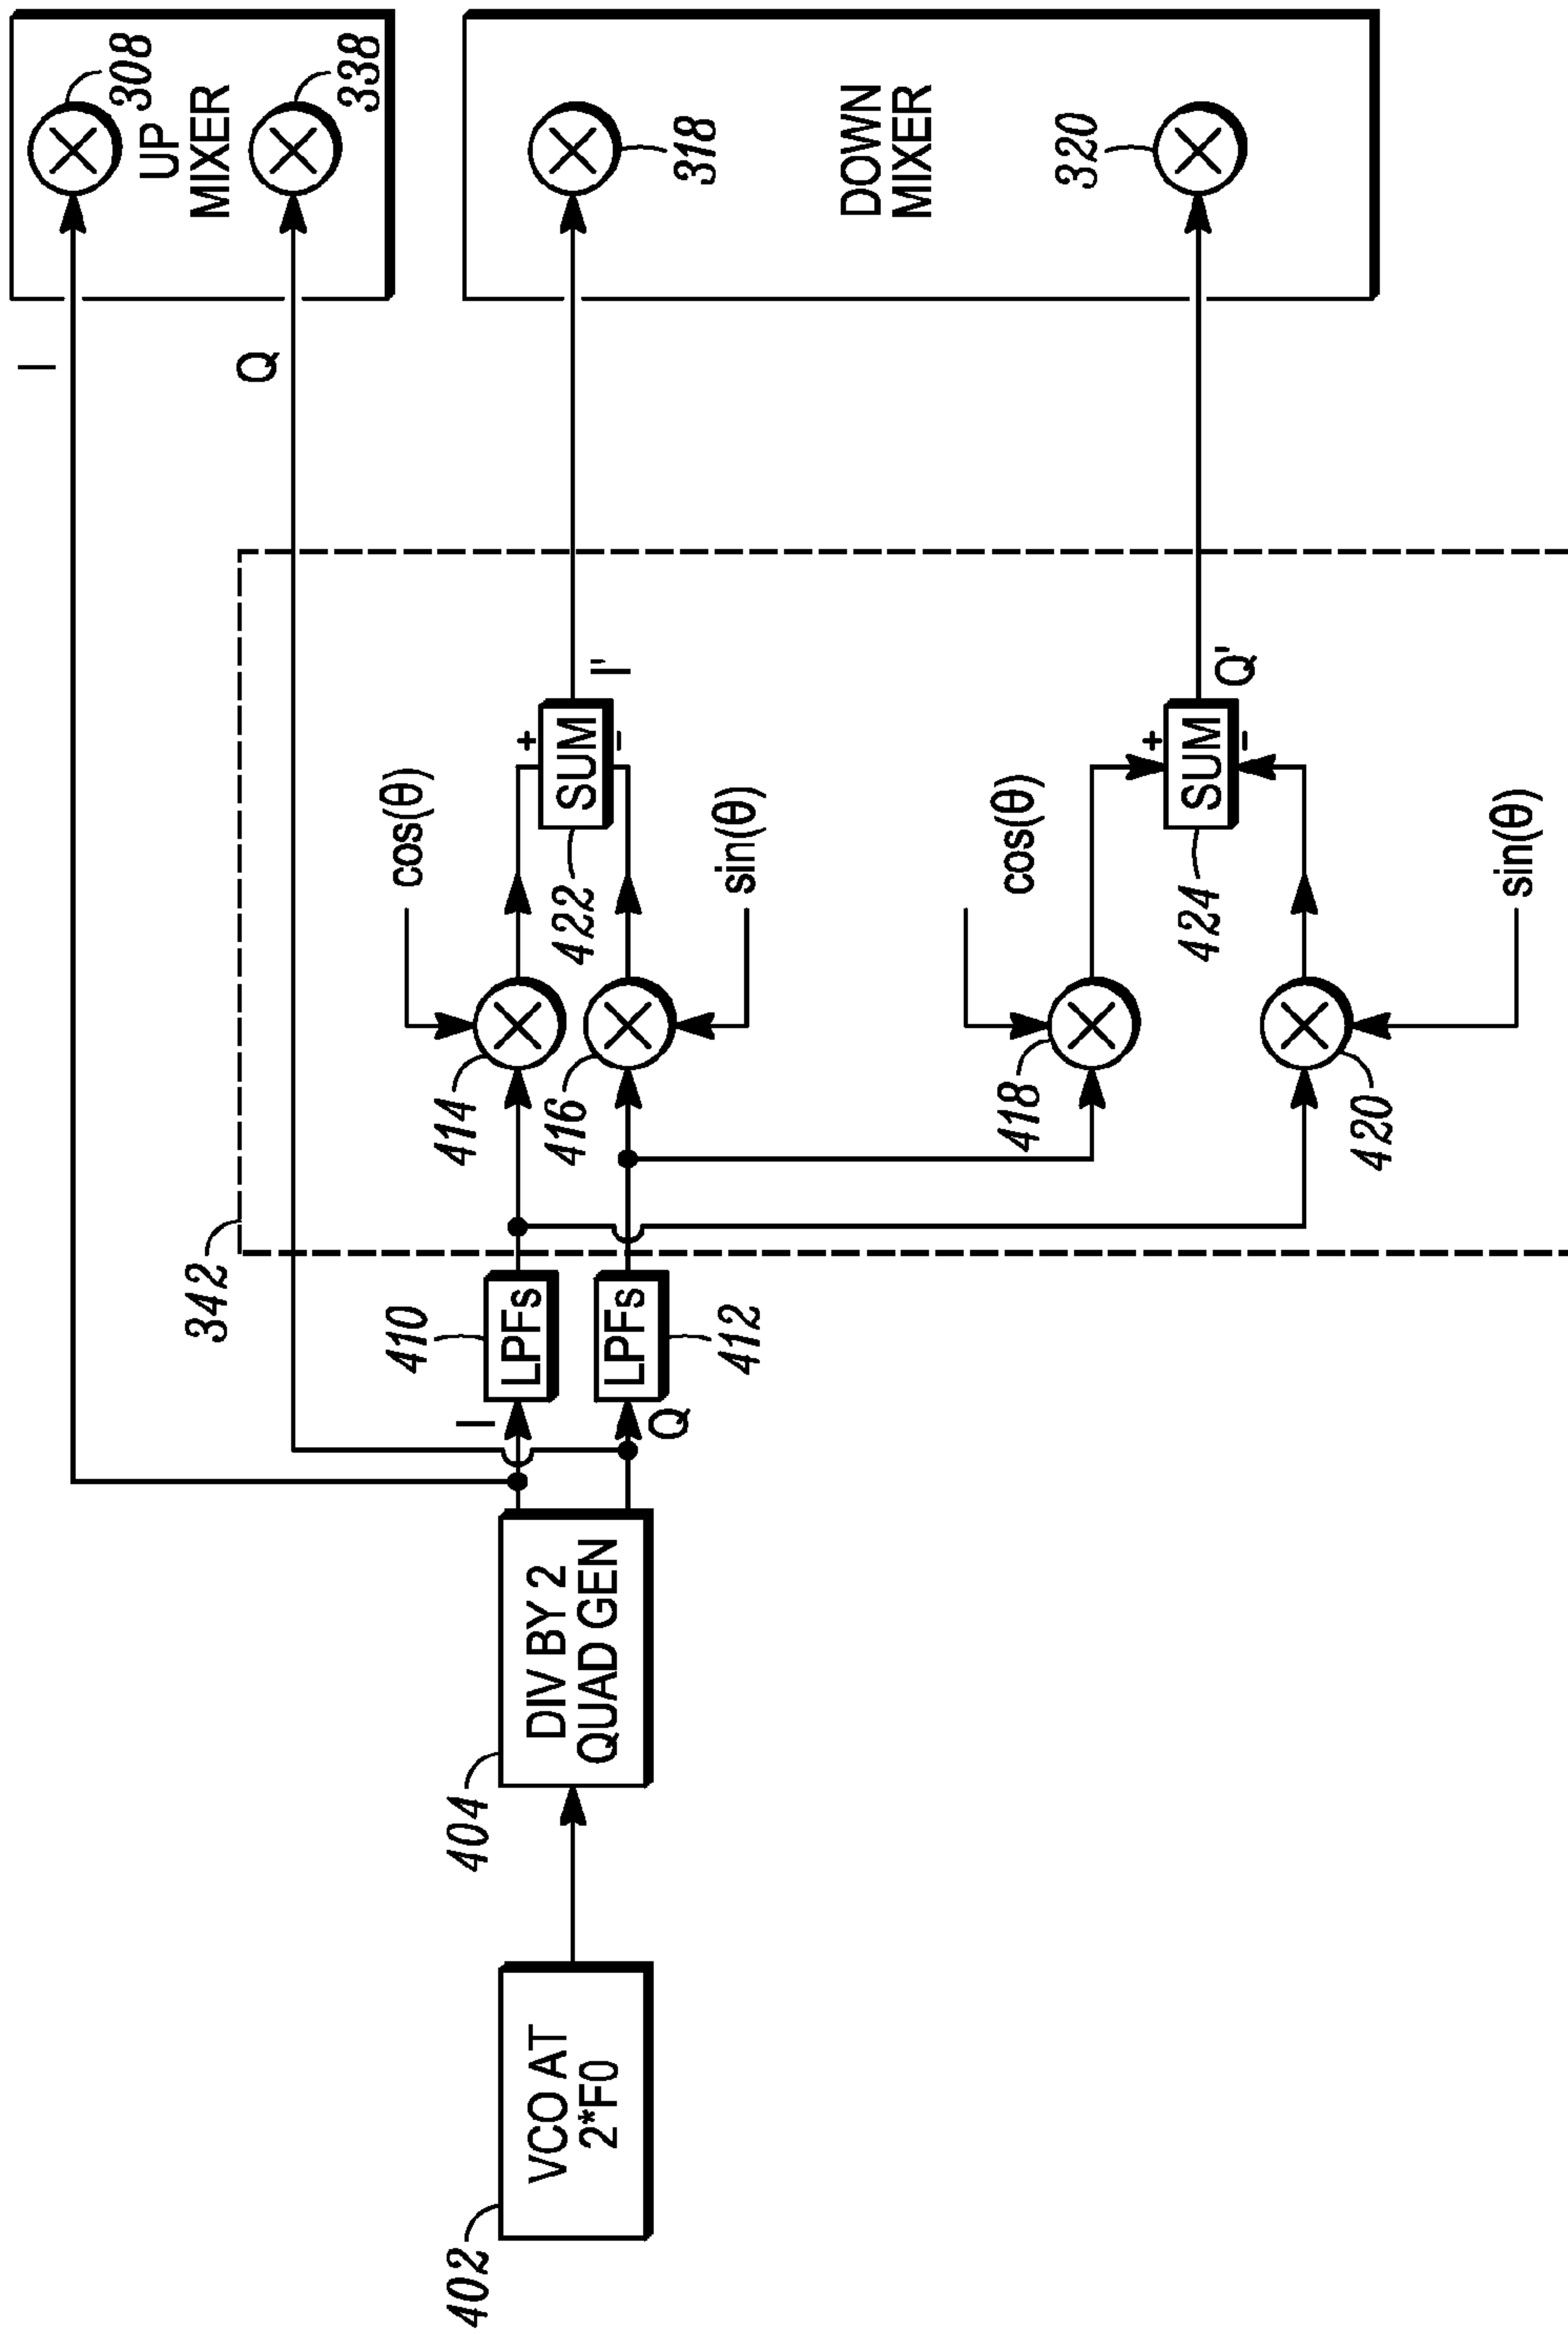 402
VCO AT
2*F0
404
DIV BY 2
QUAD GEN
I
Q
410
LPFs
LPFs
412
342
414
416
418
420
cos(θ)
sin(θ)
cos(θ)
sin(θ)
422
SUM
+
–
I'
424
SUM
+
–
Q'
I
Q
308
UP
MIXER
338
318
DOWN
MIXER
320